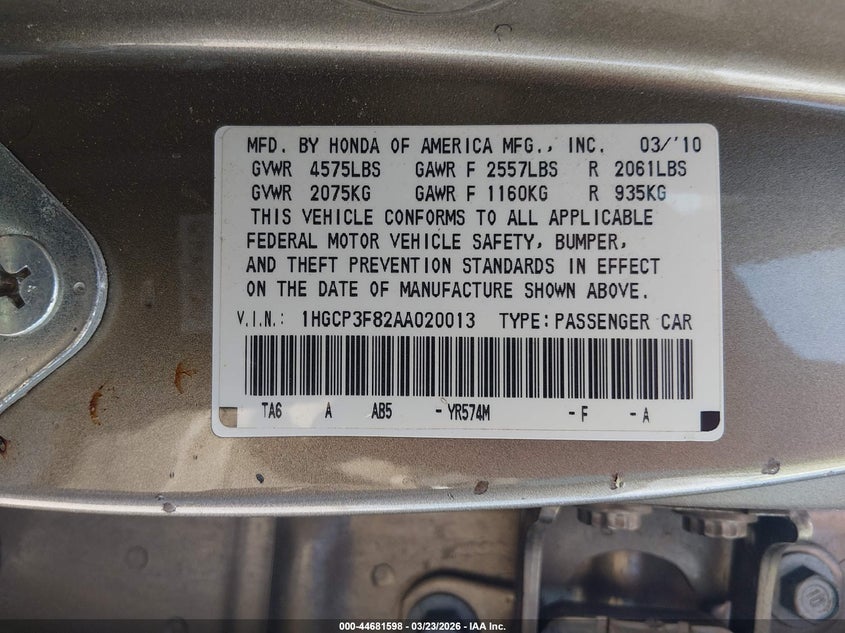 MFD. BY HONDA OF AMERICA MFG., INC. 03/'10
GVWR 4575LBS GAWR F 2557LBS R 2061LBS
GVWR 2075KG GAWR F 1160KG R 935KG
THIS VEHICLE CONFORMS TO ALL APPLICABLE
FEDERAL MOTOR VEHICLE SAFETY, BUMPER,
AND THEFT PREVENTION STANDARDS IN EFFECT
ON THE DATE OF MANUFACTURE SHOWN ABOVE.
V.I.N.: 1HGCP3F82AA020013 TYPE: PASSENGER CAR
TA6 A AB5 -YR574M -F -A
000-44681598 - 03/23/2026 - IAA Inc.